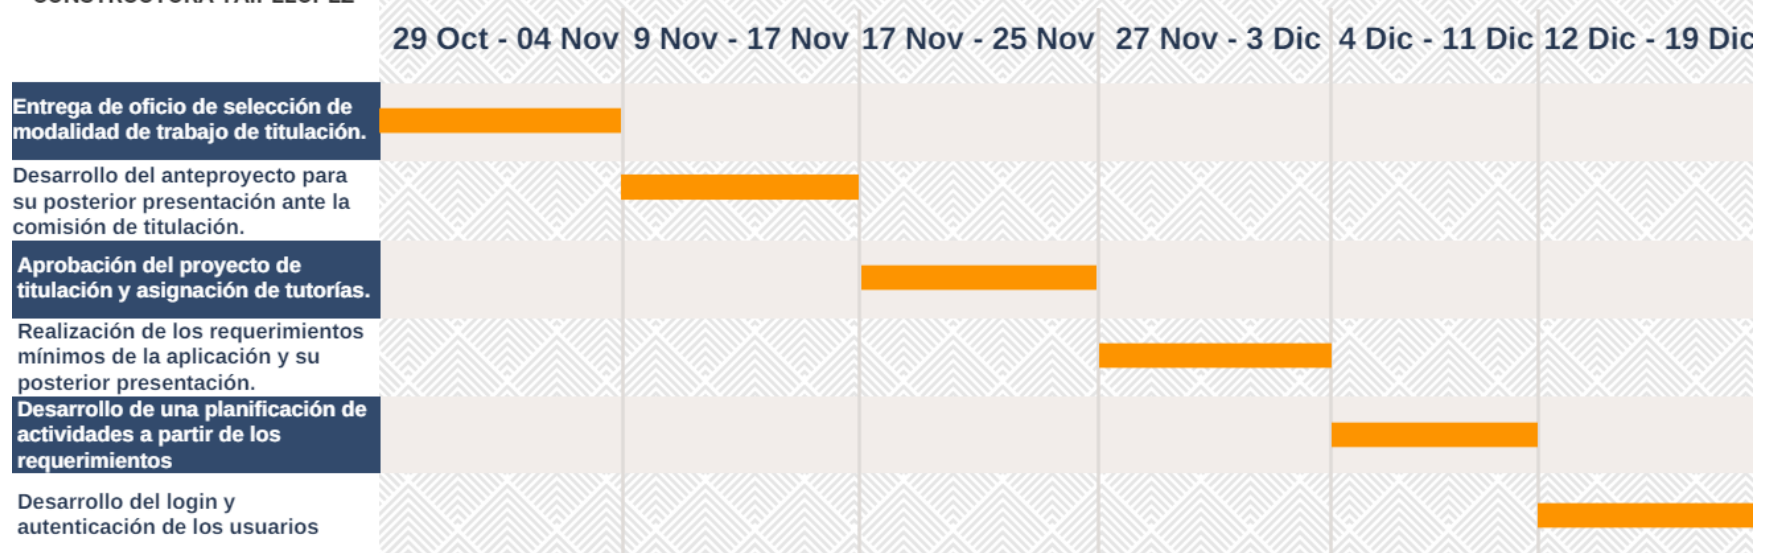 CONSTRUCTORA
29 Oct - 04 Nov 9 Nov - 17 Nov 17 Nov - 25 Nov 27 Nov - 3 Dic 4 Dic - 11 Dic 12 Dic - 19 Dic
Entrega de oficio de selección de
modalidad de trabajo de titulación.
Desarrollo del anteproyecto para
su posterior presentación ante la
comisión de titulación.
Aprobación del proyecto de
titulación y asignación de tutorías.
Realización de los requerimientos
mínimos de la aplicación y su
posterior presentación.
Desarrollo de una planificación de
actividades a partir de los
requerimientos
Desarrollo del login y
autenticación de los usuarios